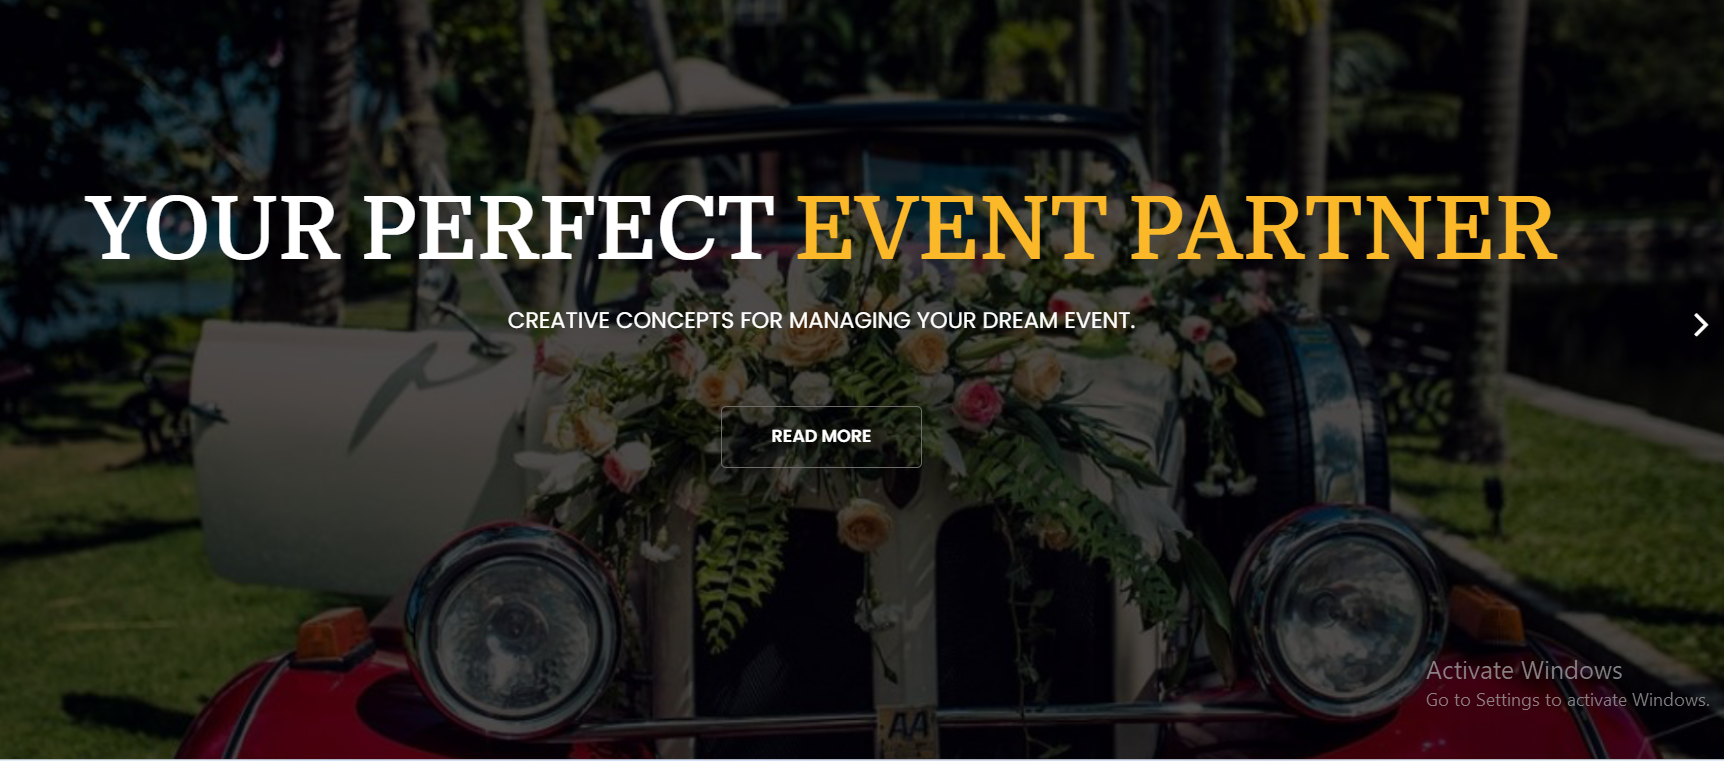 YOUR PERFECT EVENT PARTNER
CREATIVE CONCEPTS FOR MANAGING YOUR DREAM EVENT.
READ MORE
Activate Windows
Go to Settings to activate Windows.
AA